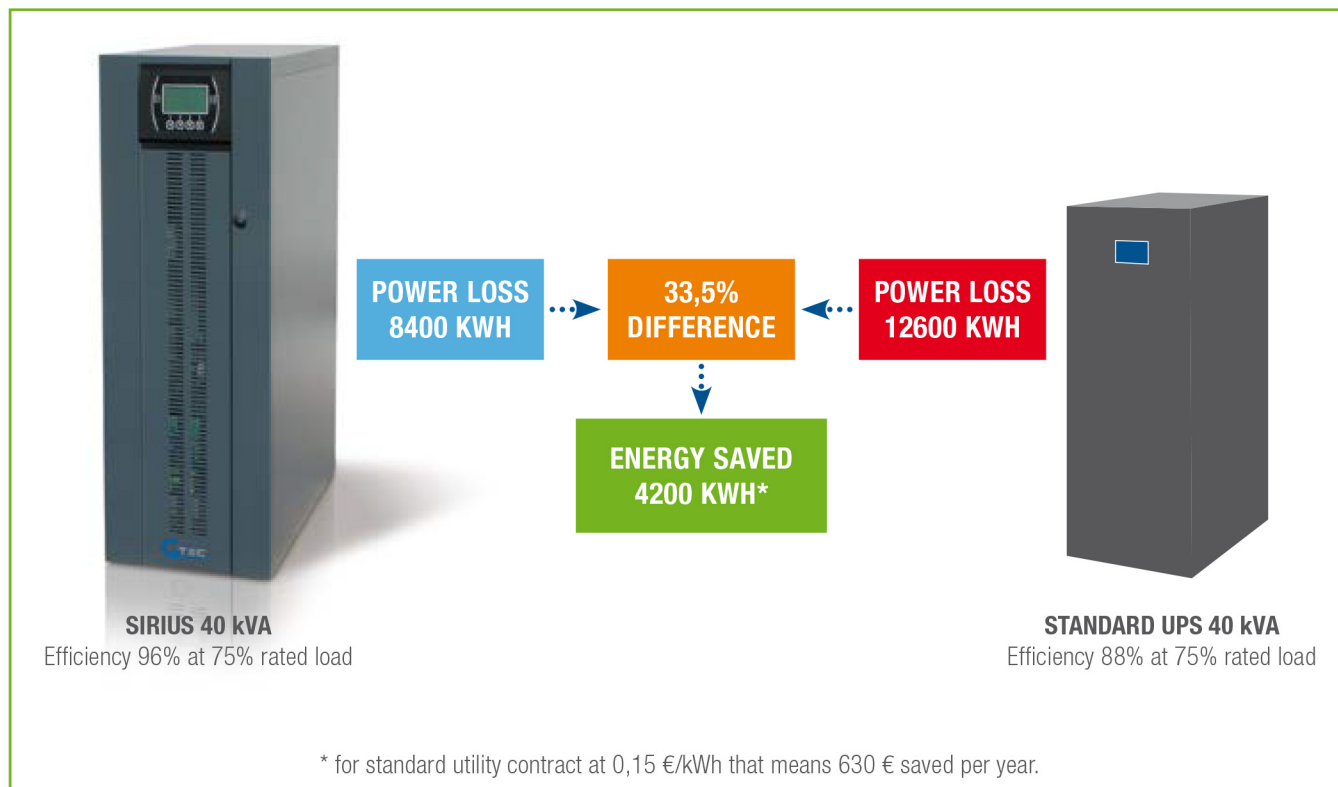 POWER LOSS
8400 KWH
33,5%
DIFFERENCE
POWER LOSS
12600 KWH
ENERGY SAVED
4200 KWH*
TEC
SIRIUS 40 kVA
Efficiency 96% at 75% rated load
STANDARD UPS 40 kVA
Efficiency 88% at 75% rated load
* for standard utility contract at 0,15 €/kWh that means 630 € saved per year.